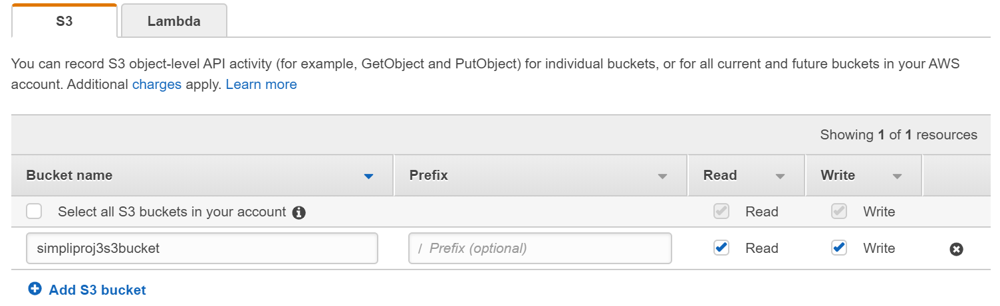 S3 Lambda
You can record S3 object-level API activity (for example, GetObject and PutObject) for individual buckets, or for all current and future buckets in your AWS
account. Additional charges apply. Learn more
Showing 1 of 1 resources
Bucket name Prefix Read Write
Select all S3 buckets in your account Read Write
simpliproj3s3bucket / Prefix (optional) Read Write
Add S3 bucket